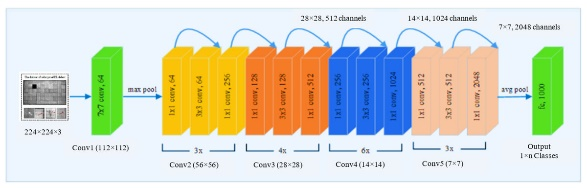 28×28, 512 channels
14×14, 1024 channels
7×7, 2048 channels
224×224×3
7x7 conv, 64
max pool
1x1 conv, 64
3x3 conv, 64
1x1 conv, 256
1x1 conv, 128
3x3 conv, 128
1x1 conv, 512
1x1 conv, 256
3x3 conv, 256
1x1 conv, 1024
1x1 conv, 512
3x3 conv, 512
1x1 conv, 2048
avg pool
fc, 1000
Conv1 (112×112)
3x
4x
6x
3x
Conv2 (56×56)
Conv3 (28×28)
Conv4 (14×14)
Conv5 (7×7)
Output
1×n Classes